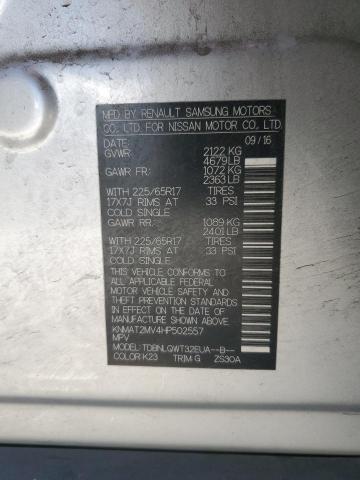 MFD BY RENAULT SAMSUNG MOTORS
CO. LTD. FOR NISSAN MOTOR CO. LTD.
DATE: 09/16
GVWR: 2122 KG
4679LB
GAWR FR: 1072 KG
2363LB
WITH 225/65R17 TIRES
17X7J RIMS AT 33 PSI
COLD SINGLE
GAWR RR: 1089 KG
2401LB
WITH 225/65R17 TIRES
17X7J RIMS AT 33 PSI
COLD SINGLE
THIS VEHICLE CONFORMS TO ALL
APPLICABLE FEDERAL
MOTOR VEHICLE SAFETY AND
THEFT PREVENTION STANDARDS
IN EFFECT ON THE DATE OF
MANUFACTURE SHOWN ABOVE.
KNMAT2MV4HP502557
MPV
MODEL: TDBNLQWT32EUA--B--
COLOR: K23 TRIM: G ZS30A